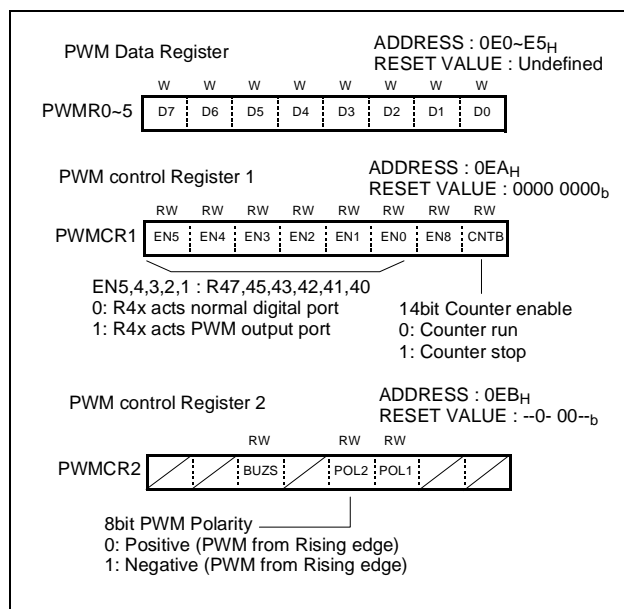 PWM Data Register
ADDRESS : 0E0~E5H
RESET VALUE : Undefined
W W W W W W W W
PWMR0~5 D7 D6 D5 D4 D3 D2 D1 D0
PWM control Register 1
ADDRESS : 0EAH
RESET VALUE : 0000 0000b
RW RW RW RW RW RW RW RW
PWMCR1 EN5 EN4 EN3 EN2 EN1 EN0 EN8 CNTB
EN5,4,3,2,1 : R47,45,43,42,41,40
0: R4x acts normal digital port
1: R4x acts PWM output port
14bit Counter enable
0: Counter run
1: Counter stop
PWM control Register 2
ADDRESS : 0EBH
RESET VALUE : --0- 00--b
RW RW RW
PWMCR2 BUZS POL2 POL1
8bit PWM Polarity
0: Positive (PWM from Rising edge)
1: Negative (PWM from Rising edge)